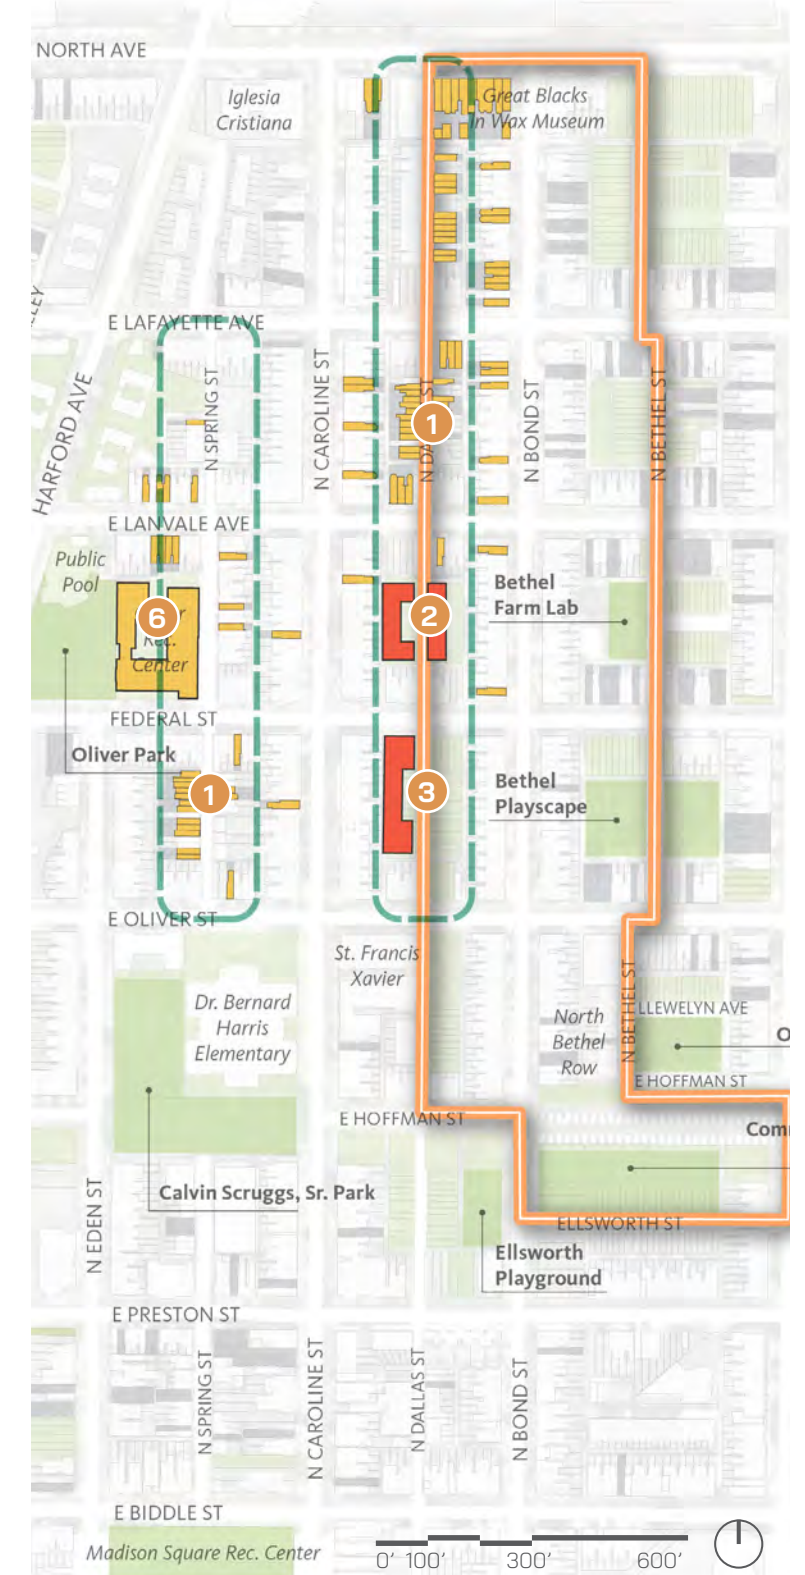 NORTH AVE
Iglesia
Cristiana
Great Blacks
In Wax Museum
E LAFAYETTE AVE
HARFORD AVE
N SPRING ST
N CAROLINE ST
1
N BOND ST
N BETHEL ST
E LANVALE AVE
Public
Pool
Bethel
Farm Lab
6
2
Rec.
Center
FEDERAL ST
Oliver Park
1
3
Bethel
Playscape
E OLIVER ST
St. Francis
Xavier
Dr. Bernard
Harris
Elementary
North
Bethel
Row
N BETHEL ST
LLEWELYN AVE
E HOFFMAN ST
E HOFFMAN ST
Calvin Scruggs, Sr. Park
N EDEN ST
ELLSWORTH ST
Ellsworth
Playground
E PRESTON ST
N SPRING ST
N CAROLINE ST
N DALLAS ST
N BOND ST
E BIDDLE ST
Madison Square Rec. Center
0' 100' 300' 600'